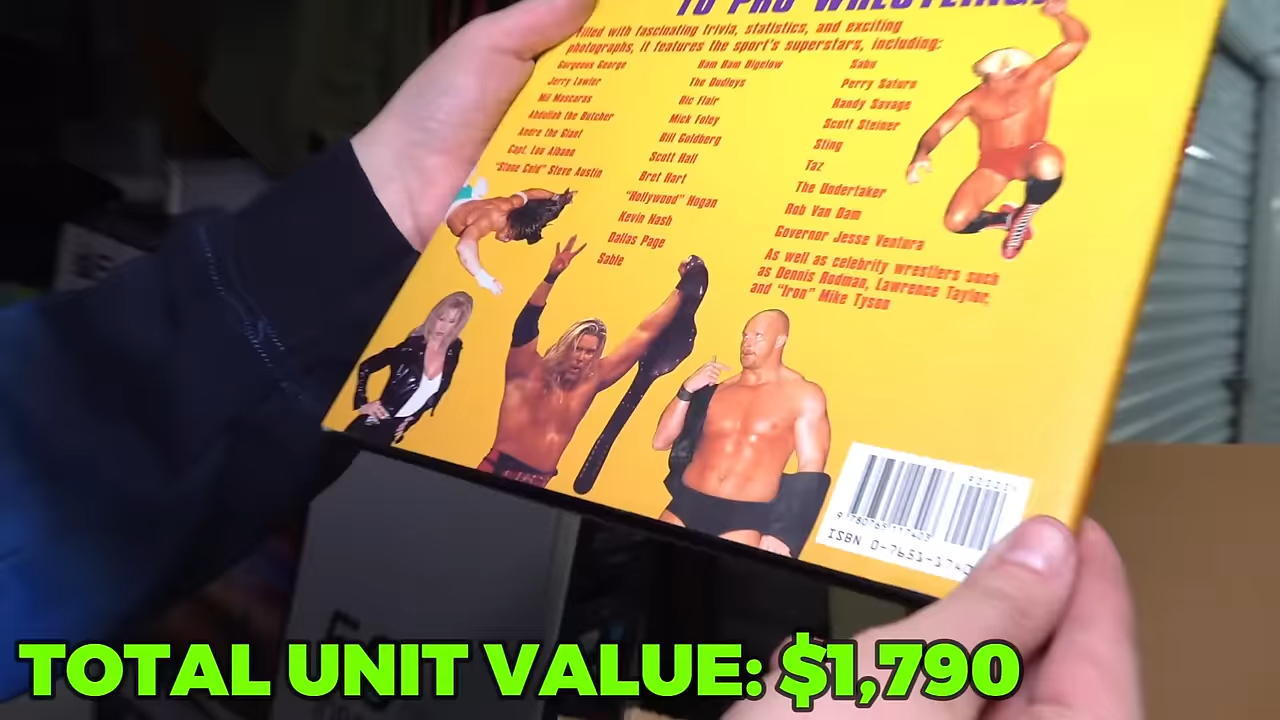 TO PRO WRESTLING!
Filled with fascinating trivia, statistics, and exciting
photographs, it features the sport's superstars, including:
Gorgeous George
Jerry Lawler
Mil Mascaras
Abdullah the Butcher
Andre the Giant
Capt. Lou Albano
"Stone Cold" Steve Austin
Bam Bam Bigelow
The Dudleys
Ric Flair
Mick Foley
Bill Goldberg
Scott Hall
Bret Hart
"Hollywood" Hogan
Kevin Nash
Dallas Page
Sable
Sabu
Perry Saturn
Randy Savage
Scott Steiner
Sting
Taz
The Undertaker
Rob Van Dam
Governor Jesse Ventura
As well as celebrity wrestlers such
as Dennis Rodman, Lawrence Taylor,
and "Iron" Mike Tyson
ISBN 0-7651-174
TOTAL UNIT VALUE: $1,790